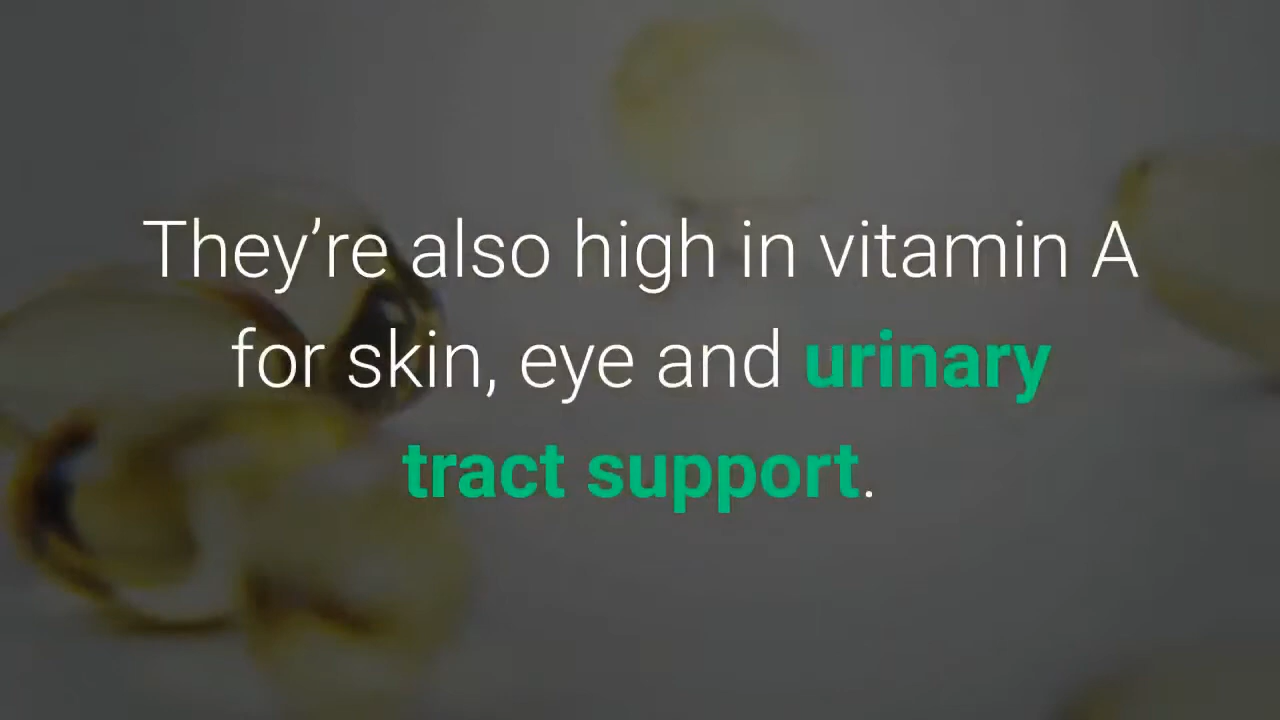 They’re also high in vitamin A
for skin, eye and urinary
tract support.